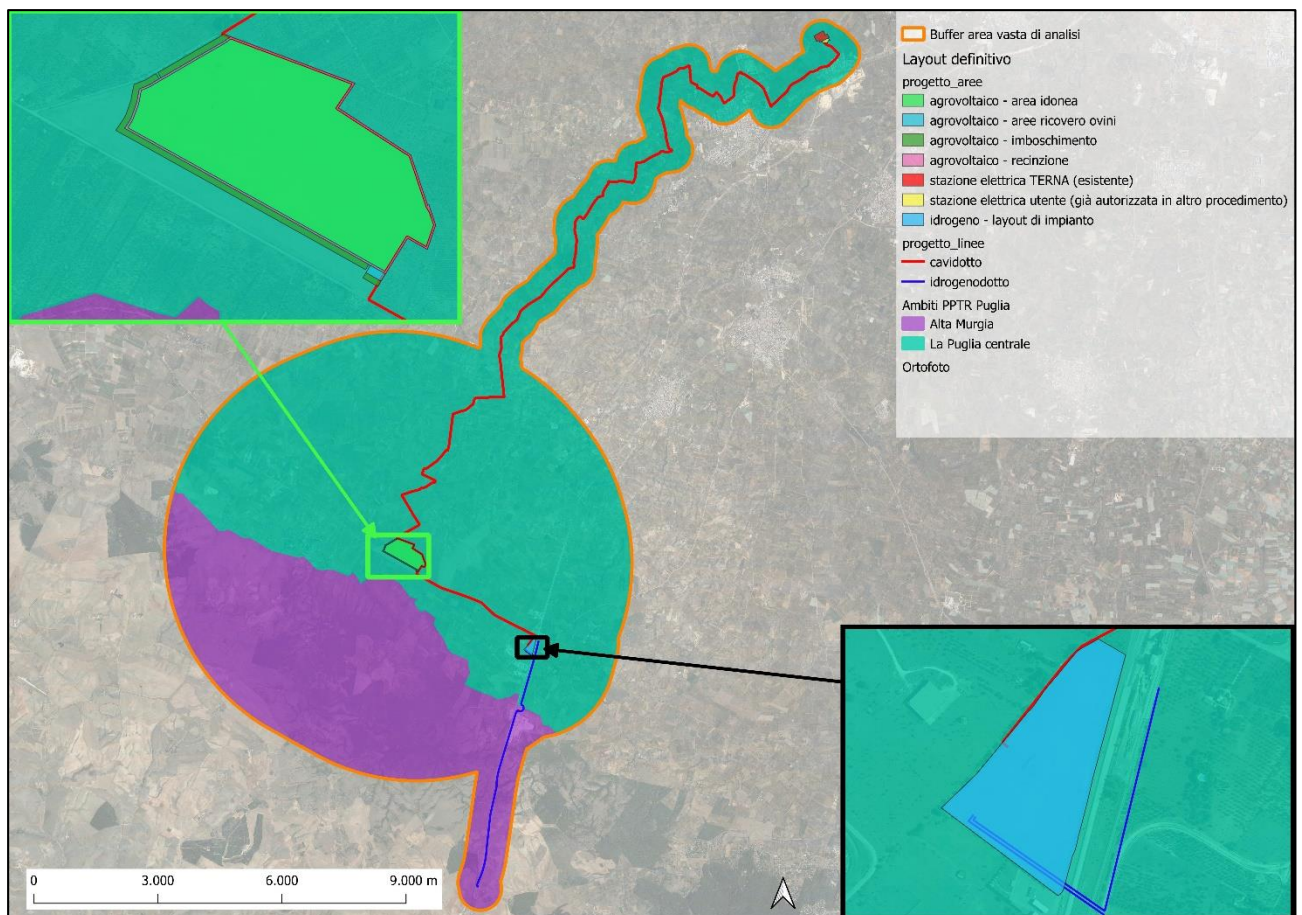 Buffer area vasta di analisi
Layout definitivo
progetto_aree
agrovoltaico - area idonea
agrovoltaico - aree ricovero ovini
agrovoltaico - imboschimento
agrovoltaico - recinzione
stazione elettrica TERNA (esistente)
stazione elettrica utente (già autorizzata in altro procedimento)
idrogeno - layout di impianto
progetto_linee
cavidotto
idrogenodotto
Ambiti PPTR Puglia
Alta Murgia
La Puglia centrale
Ortofoto
0 3.000 6.000 9.000 m